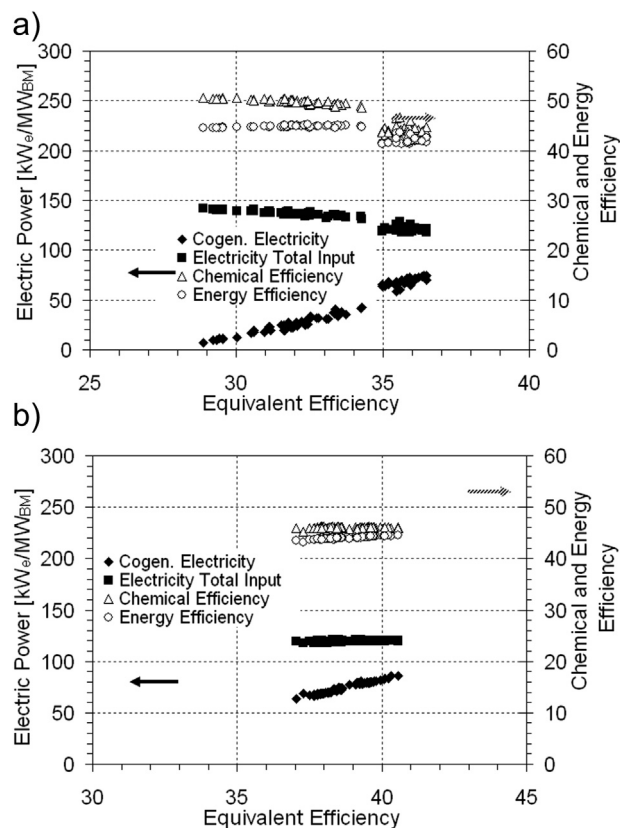 a)
300
250
200
150
100
50
0
Electric Power [kWe/MWBM]
60
50
40
30
20
10
0
Chemical and Energy
Efficiency
Cogen. Electricity
Electricity Total Input
Chemical Efficiency
Energy Efficiency
25 30 35 40
Equivalent Efficiency
b)
300
250
200
150
100
50
0
Electric Power [kWe/MWBM]
60
50
40
30
20
10
0
Chemical and Energy
Efficiency
Cogen. Electricity
Electricity Total Input
Chemical Efficiency
Energy Efficiency
30 35 40 45
Equivalent Efficiency